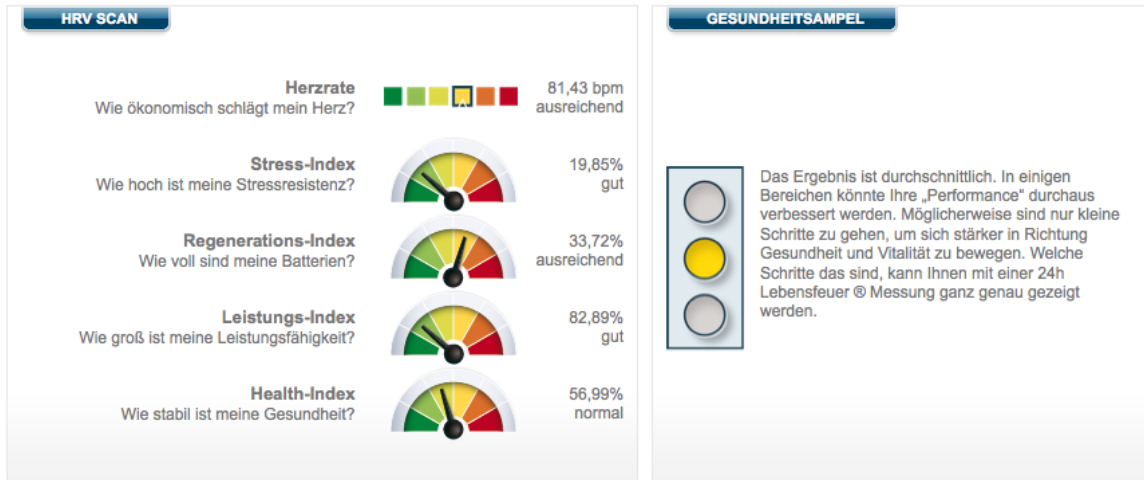 HRV SCAN
Herzrate
Wie ökonomisch schlägt mein Herz?
81,43 bpm
ausreichend
Stress-Index
Wie hoch ist meine Stressresistenz?
19,85%
gut
Regenerations-Index
Wie voll sind meine Batterien?
33,72%
ausreichend
Leistungs-Index
Wie groß ist meine Leistungsfähigkeit?
82,89%
gut
Health-Index
Wie stabil ist meine Gesundheit?
56,99%
normal
GESUNDHEITSAMPEL
Das Ergebnis ist durchschnittlich. In einigen
Bereichen könnte Ihre „Performance“ durchaus
verbessert werden. Möglicherweise sind nur kleine
Schritte zu gehen, um sich stärker in Richtung
Gesundheit und Vitalität zu bewegen. Welche
Schritte das sind, kann Ihnen mit einer 24h
Lebensfeuer ® Messung ganz genau gezeigt
werden.